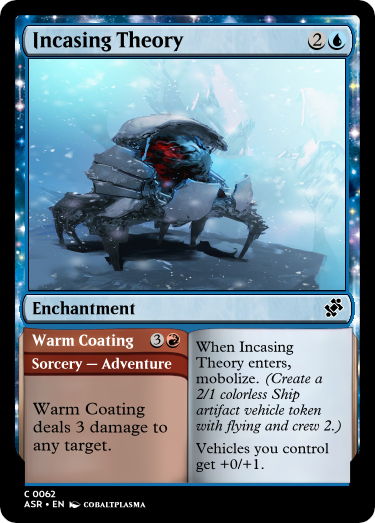 Incasing Theory 2
Enchantment
Warm Coating 3
Sorcery — Adventure
Warm Coating
deals 3 damage to
any target.
When Incasing
Theory enters,
mobolize. (Create a
2/1 colorless Ship
artifact vehicle token
with flying and crew 2.)
Vehicles you control
get +0/+1.
C 0062
ASR • EN COBALTPLASMA